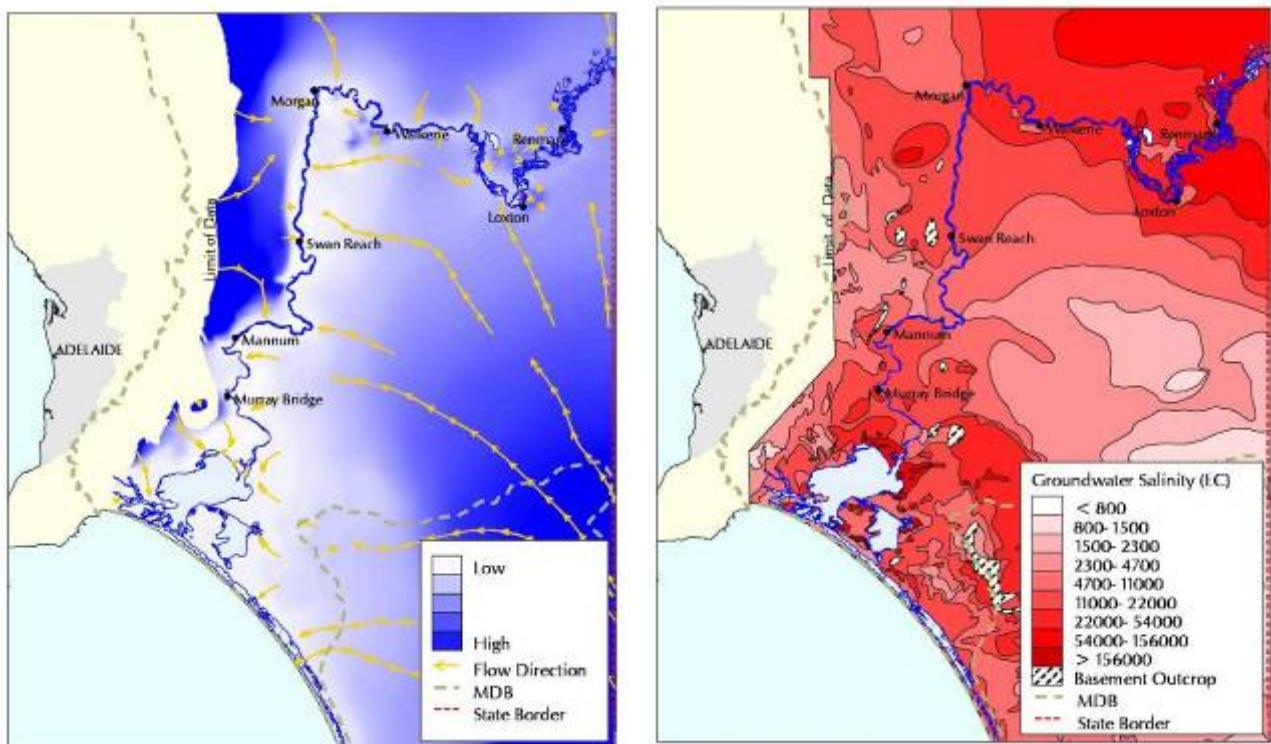 Morgan
Waikerie
Renmark
Loxton
Limit of Data
Swan Reach
ADELAIDE
Mannum
Murray Bridge
Low
High
Flow Direction
MDB
State Border
Morgan
Waikerie
Renmark
Loxton
Limit of Data
Swan Reach
ADELAIDE
Mannum
Murray Bridge
Groundwater Salinity (EC)
< 800
800- 1500
1500- 2300
2300- 4700
4700- 11000
11000- 22000
22000- 54000
54000- 156000
> 156000
Basement Outcrop
MDB
State Border